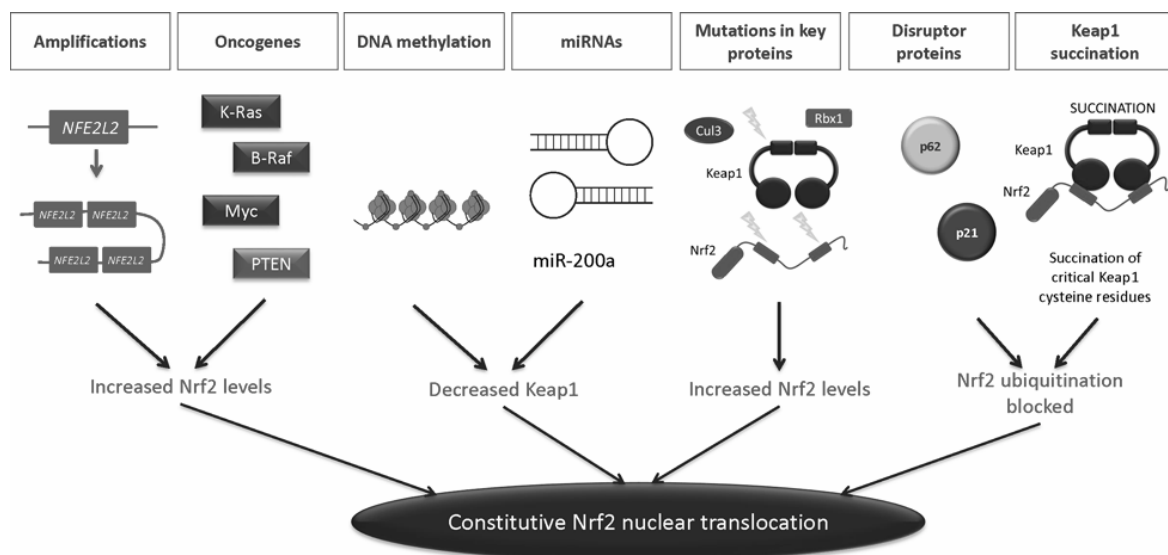 Amplifications
Oncogenes
DNA methylation
miRNAs
Mutations in key
proteins
Disruptor
proteins
Keap1
succination
NFE2L2
NFE2L2 NFE2L2
NFE2L2 NFE2L2
K-Ras
B-Raf
Myc
PTEN
miR-200a
Cul3
Rbx1
Keap1
Nrf2
p62
p21
SUCCINATION
Keap1
Nrf2
Succination of
critical Keap1
cysteine residues
Increased Nrf2 levels
Decreased Keap1
Increased Nrf2 levels
Nrf2 ubiquitination
blocked
Constitutive Nrf2 nuclear translocation